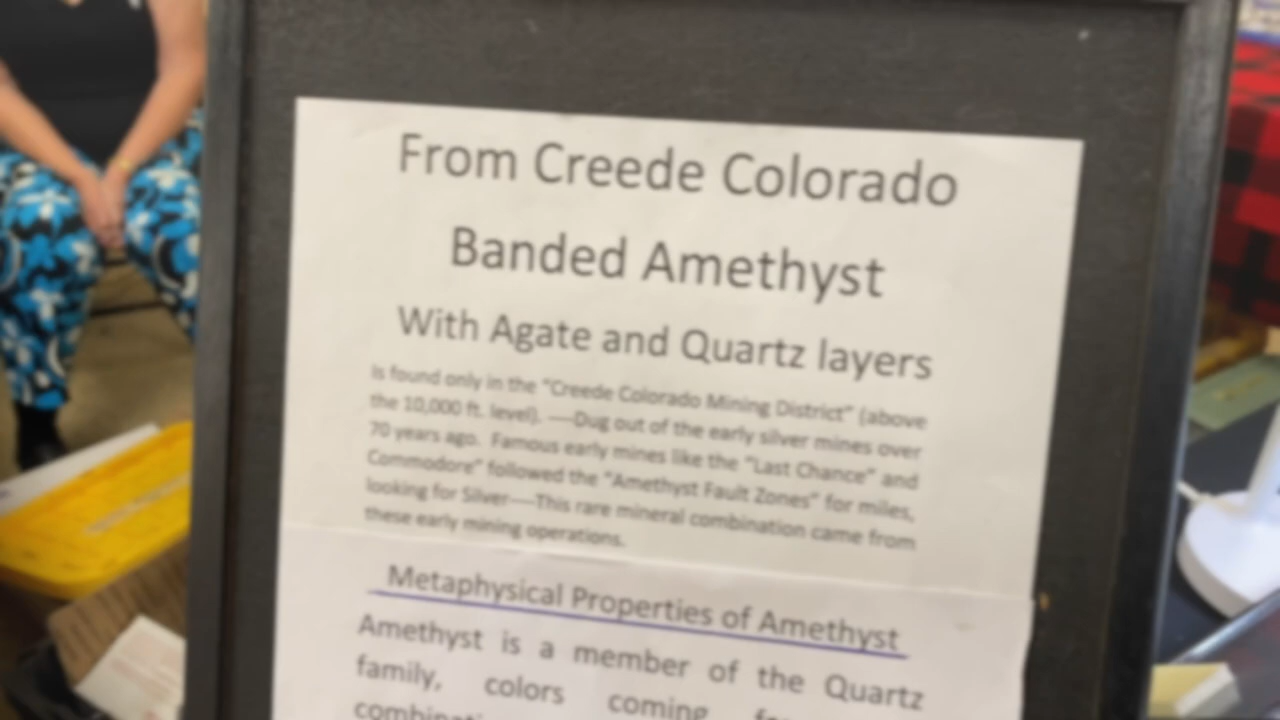 From Creede Colorado
Banded Amethyst
With Agate and Quartz layers
is found only in the "Creede Colorado Mining District" (above
the 10,000 ft. level). ----Dug out of the early silver mines over
70 years ago. Famous early mines like the "Last Chance" and
Commodore" followed the "Amethyst Fault Zones" for miles,
looking for Silver----This rare mineral combination came from
these early mining operations.
Metaphysical Properties of Amethyst
Amethyst is a member of the Quartz
family, colors coming